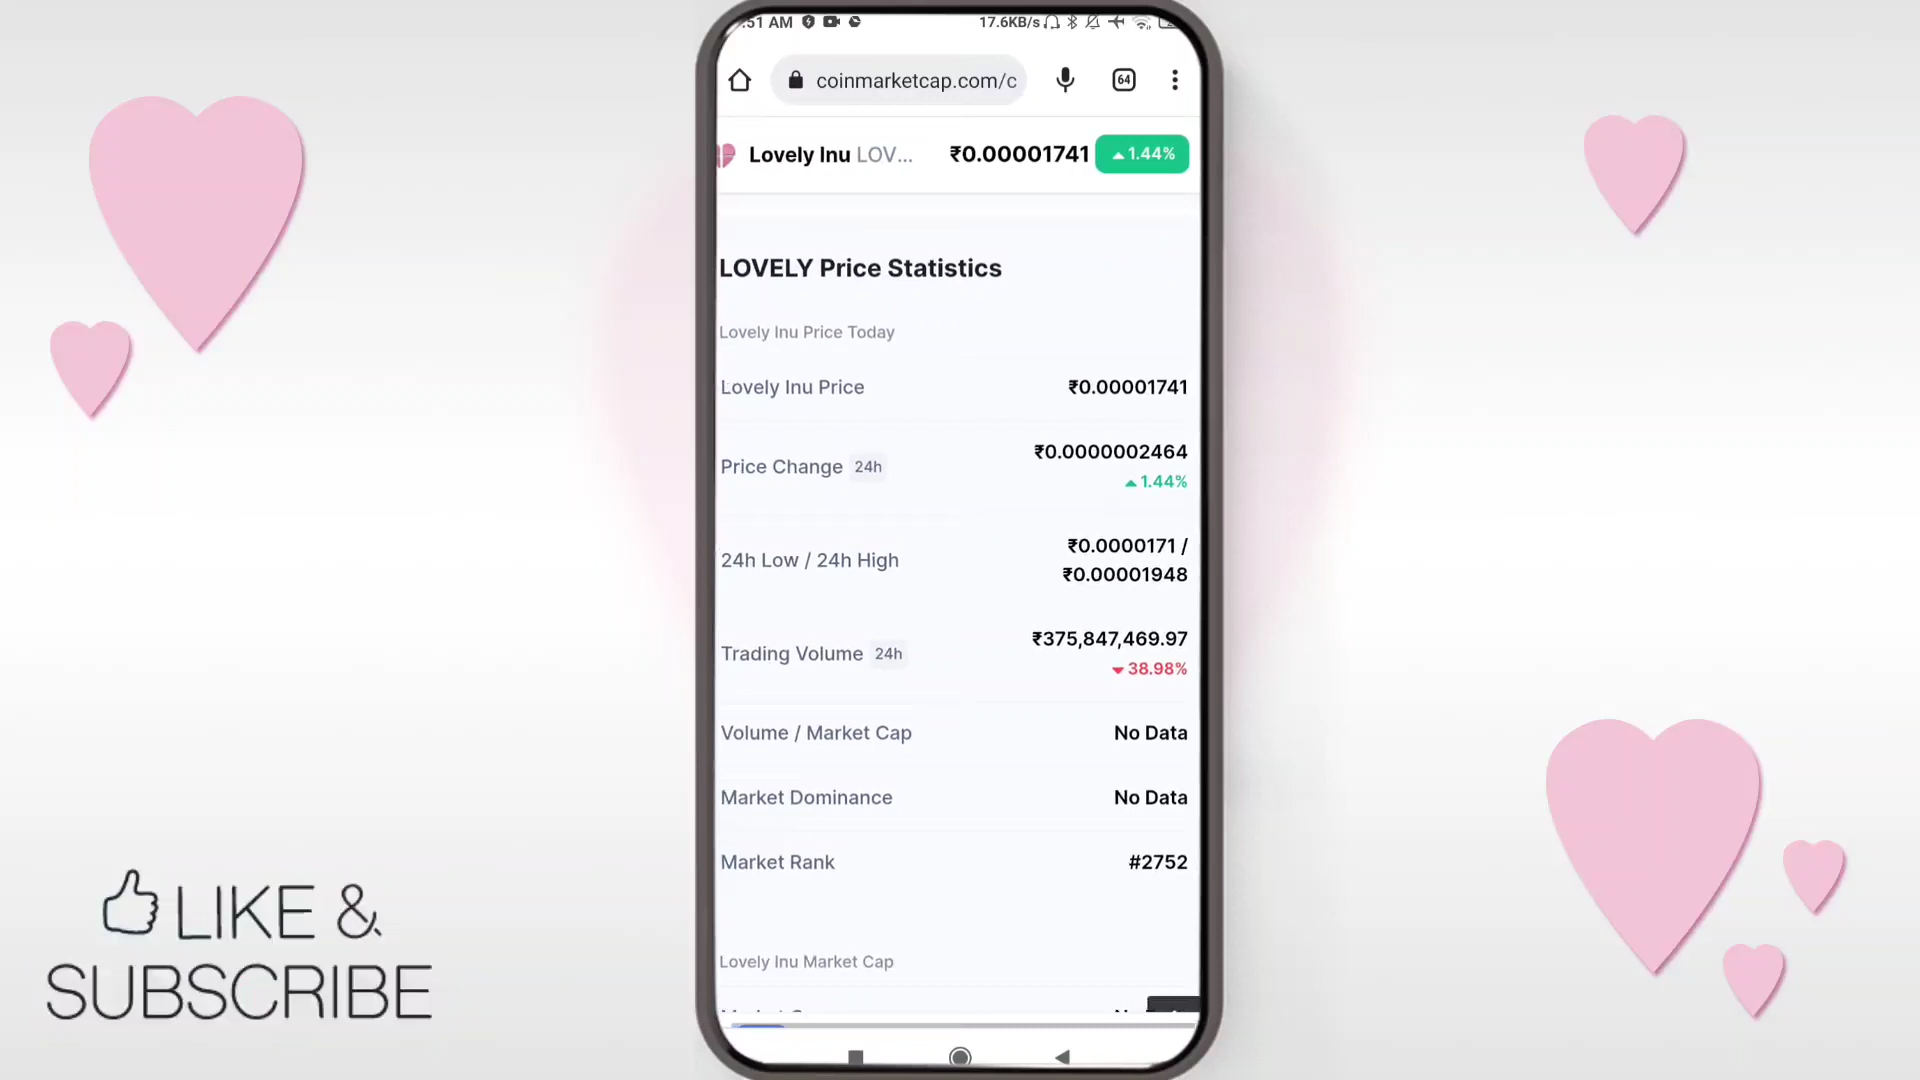 :51 AM
17.6KB/s
coinmarketcap.com/c
64
Lovely Inu LOV...
₹0.00001741
1.44%
LOVELY Price Statistics
Lovely Inu Price Today
Lovely Inu Price
₹0.00001741
Price Change 24h
₹0.0000002464
1.44%
24h Low / 24h High
₹0.0000171 /
₹0.00001948
Trading Volume 24h
₹375,847,469.97
38.98%
Volume / Market Cap
No Data
Market Dominance
No Data
Market Rank
#2752
Lovely Inu Market Cap
LIKE &
SUBSCRIBE